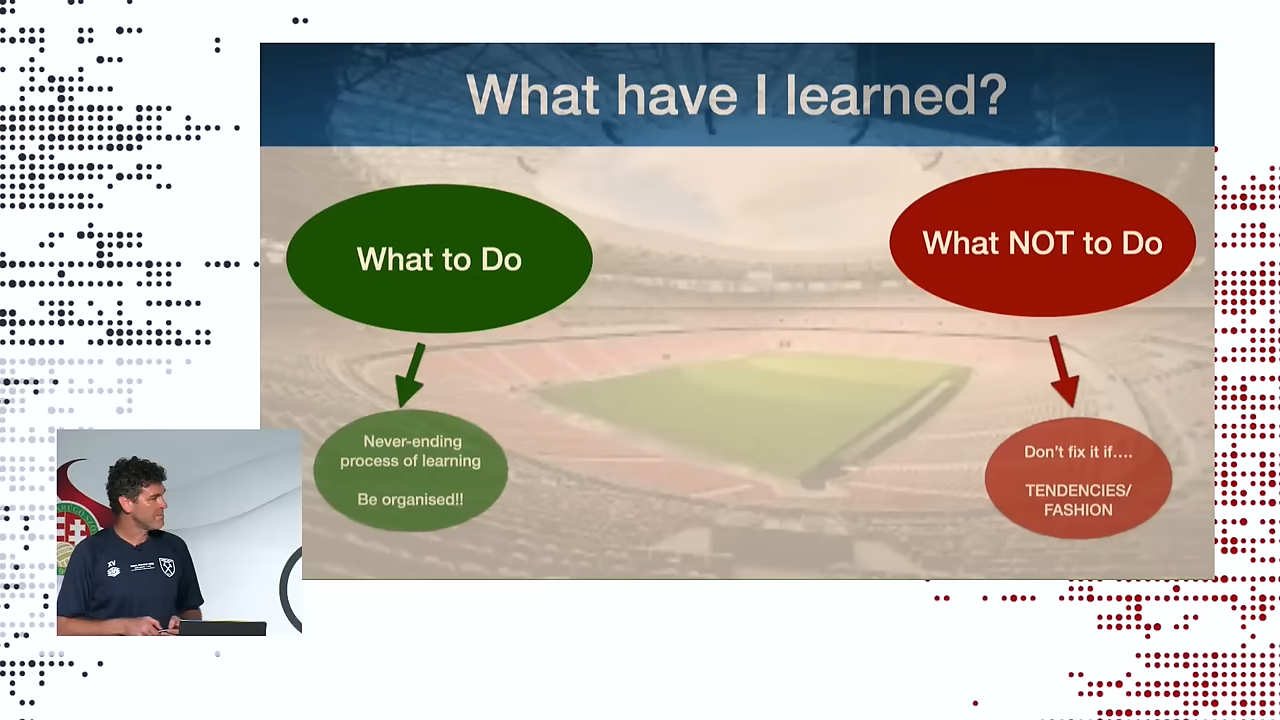 What have I learned?
What to Do
What NOT to Do
Never-ending
process of learning
Be organised!!
Don't fix it if....
TENDENCIES/
FASHION
XV